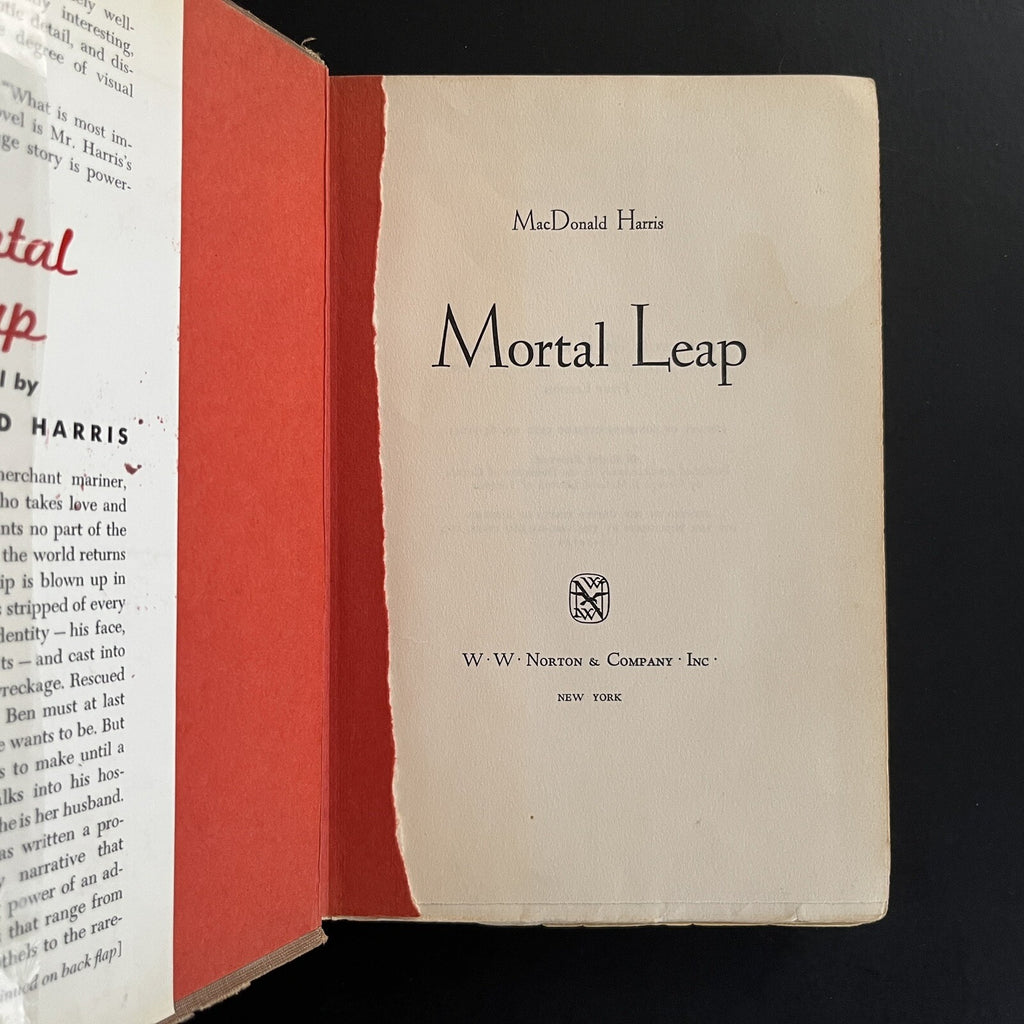 well-
interesting,
detail, and dis-
degree of visual
"What is most im-
vel is Mr. Harris's
ge story is power-
tal
up
l by
D HARRIS
merchant mariner,
ho takes love and
nts no part of the
the world returns
ip is blown up in
stripped of every
dentity — his face,
ts — and cast into
reckage. Rescued
Ben must at last
e wants to be. But
s to make until a
lks into his hos-
he is her husband.
as written a pro-
narrative that
power of an ad-
that range from
thels to the rare-
on back flap]
MacDonald Harris
Mortal Leap
W · W · Norton & Company · Inc ·
NEW YORK